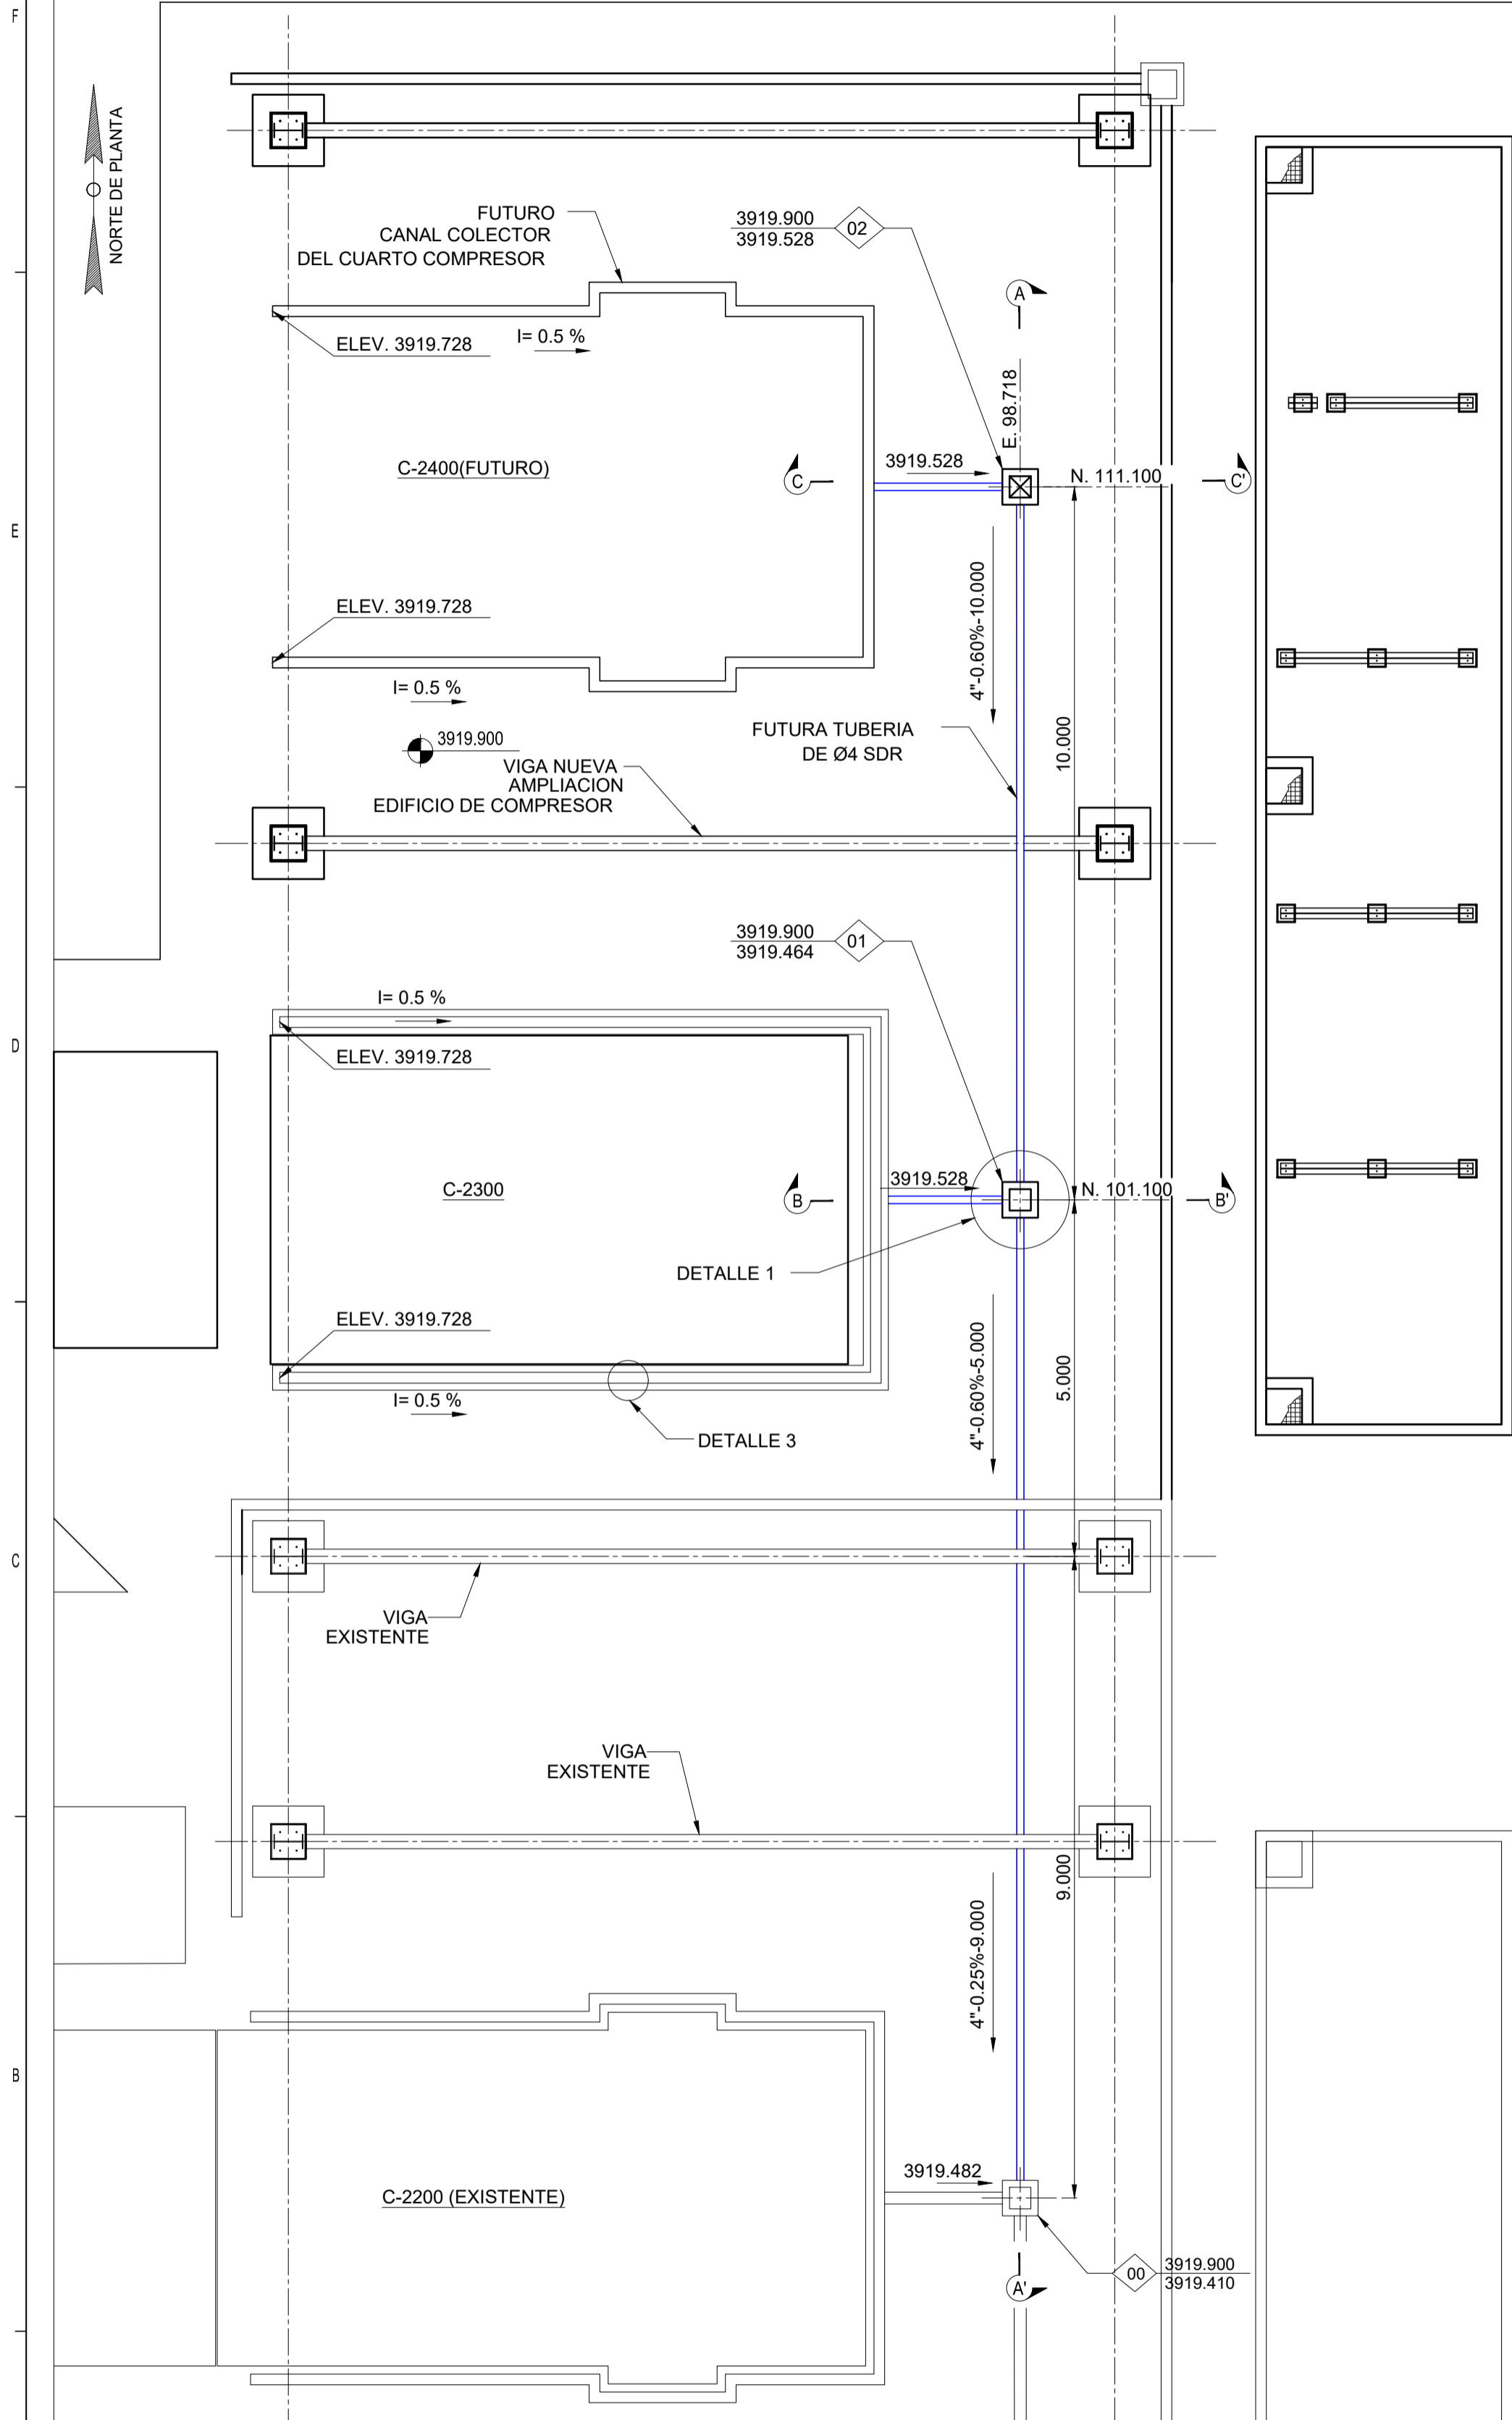 F
NORTE DE PLANTA
FUTURO
CANAL COLECTOR
DEL CUARTO COMPRESOR
3919.900
3919.528
02
A
ELEV. 3919.728
I= 0.5 %
E. 98.718
C-2400(FUTURO)
C
3919.528
N. 111.100
C'
E
4"-0.60%-10.000
ELEV. 3919.728
I= 0.5 %
3919.900
FUTURA TUBERIA
DE Ø4 SDR
10.000
VIGA NUEVA
AMPLIACION
EDIFICIO DE COMPRESOR
3919.900
3919.464
01
I= 0.5 %
D
ELEV. 3919.728
C-2300
B
3919.528
N. 101.100
B'
DETALLE 1
ELEV. 3919.728
4"-0.60%-5.000
5.000
I= 0.5 %
DETALLE 3
C
VIGA
EXISTENTE
VIGA
EXISTENTE
9.000
4"-0.25%-9.000
B
3919.482
C-2200 (EXISTENTE)
00
3919.900
3919.410
A'